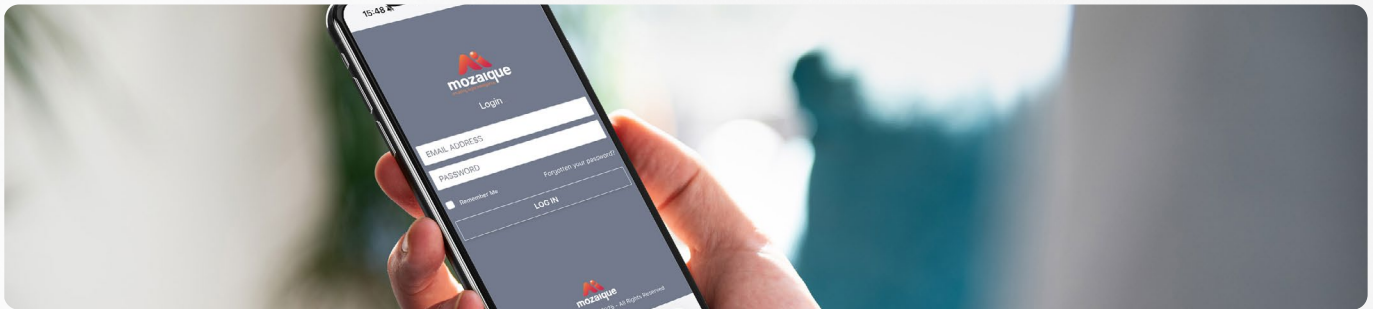 15:48
mozaique
Login
EMAIL ADDRESS
PASSWORD
Remember Me
Forgotten your password?
LOG IN
mozaique
- All Rights Reserved